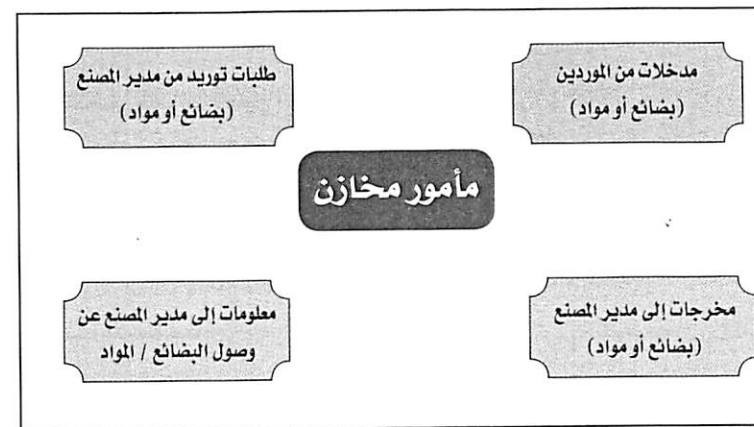 مدخلات من الموردين
(بضائع أو مواد)
طلبات توريد من مدير المصنع
(بضائع أو مواد)
مأمور مخازن
مخرجات إلى مدير المصنع
(بضائع أو مواد)
معلومات إلى مدير المصنع عن
وصول البضائع / المواد